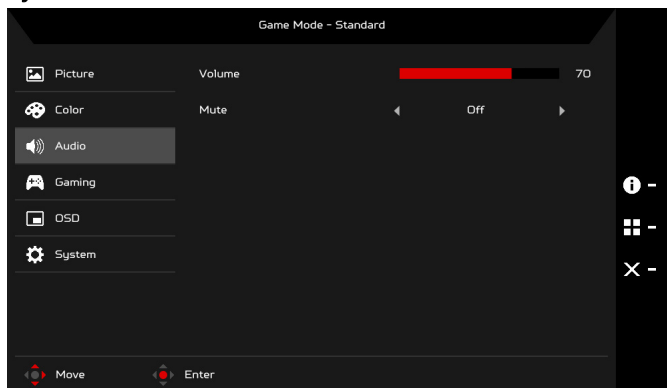 Game Mode - Standard
Picture
Volume
70
Color
Mute
Off
Audio
Gaming
OSD
System
Move
Enter